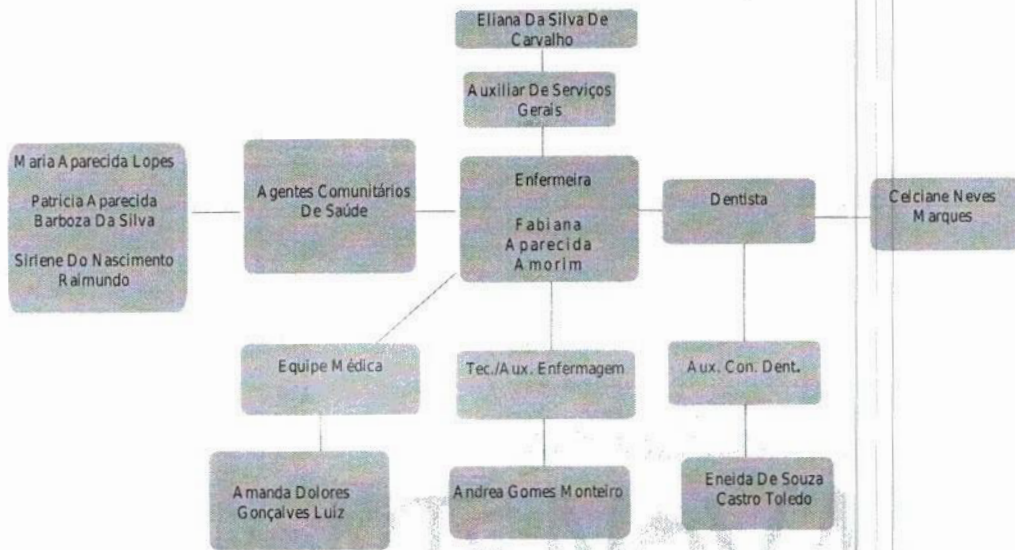 Eliana Da Silva De
Carvalho
Auxiliar De Serviços
Gerais
Maria Aparecida Lopes
Patricia Aparecida
Barboza Da Silva
Sirlene Do Nascimento
Raimundo
Agentes Comunitários
De Saúde
Enfermeira
Fabiana
Aparecida
Amorim
Dentista
Celciane Neves
Marques
Equipe Médica
Tec./Aux. Enfermagem
Aux. Con. Dent.
Amanda Dolores
Gonçalves Luiz
Andrea Gomes Monteiro
Eneida De Souza
Castro Toledo